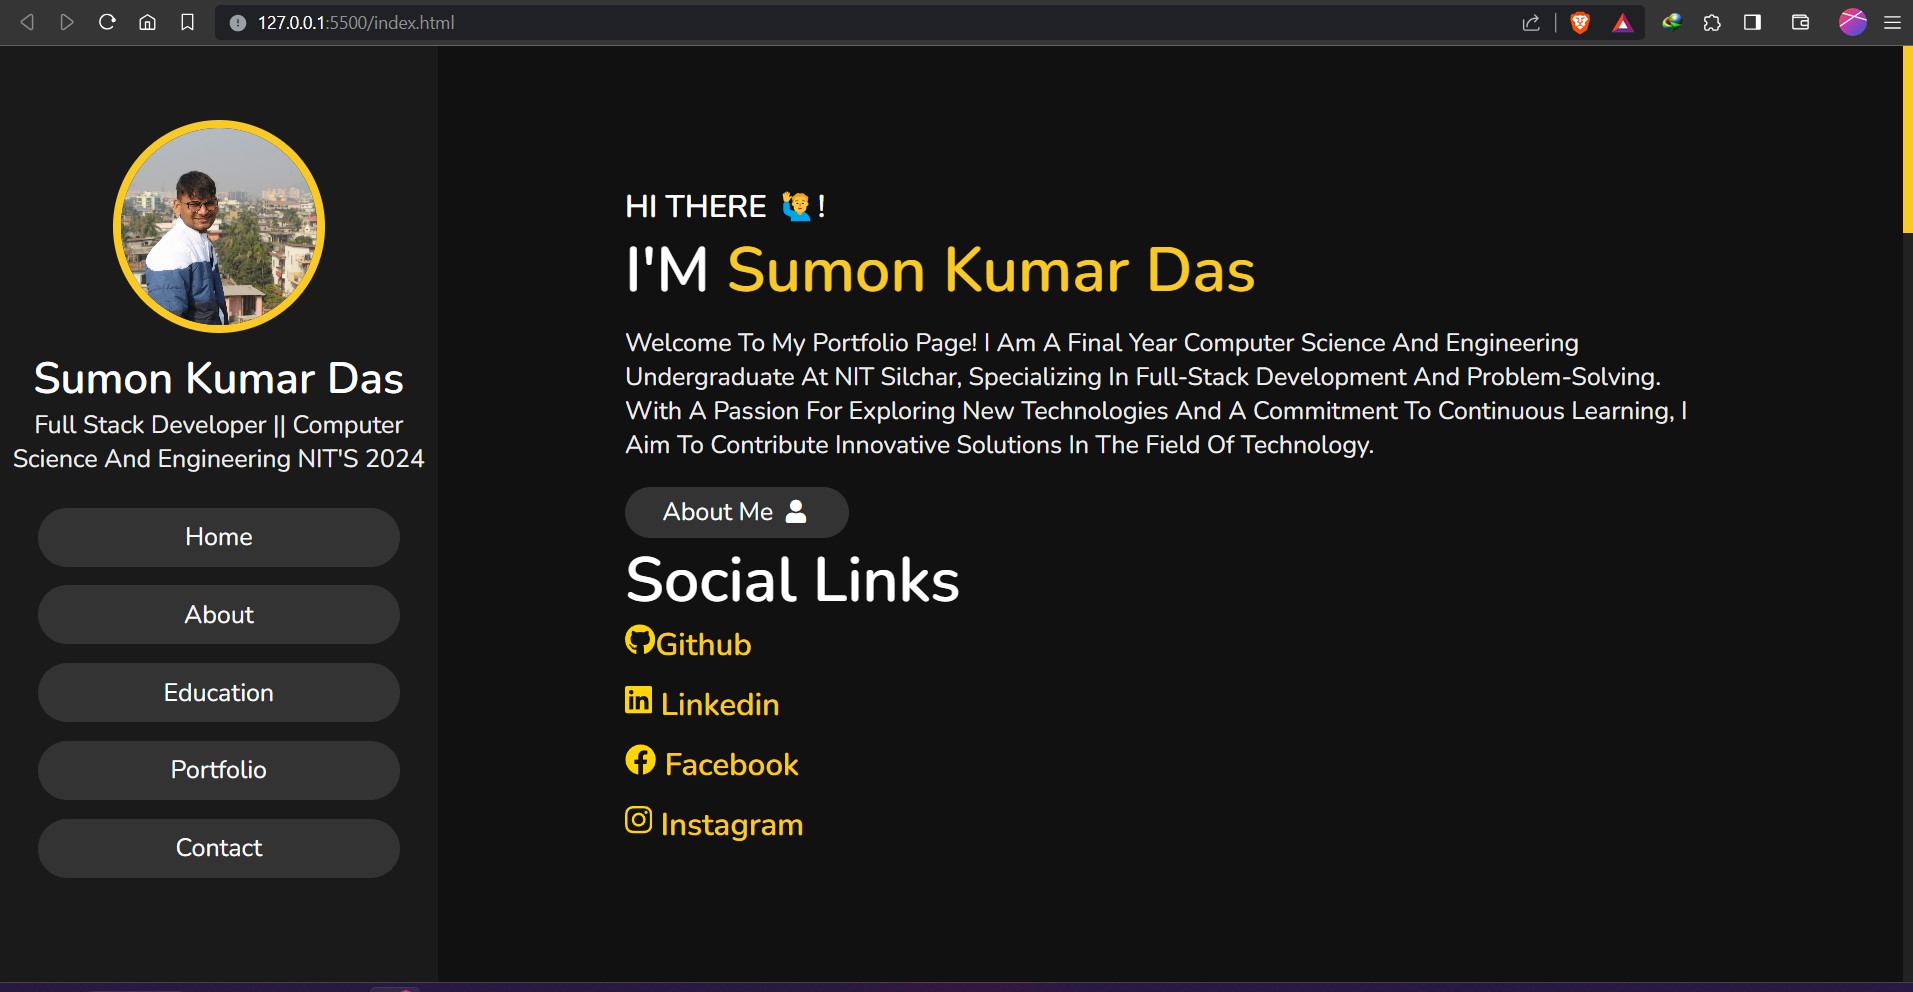 127.0.0.1:5500/index.html
Sumon Kumar Das
Full Stack Developer || Computer
Science And Engineering NIT'S 2024
Home
About
Education
Portfolio
Contact
HI THERE 🙋‍♂️ !
I'M Sumon Kumar Das
Welcome To My Portfolio Page! I Am A Final Year Computer Science And Engineering
Undergraduate At NIT Silchar, Specializing In Full-Stack Development And Problem-Solving.
With A Passion For Exploring New Technologies And A Commitment To Continuous Learning, I
Aim To Contribute Innovative Solutions In The Field Of Technology.
About Me
Social Links
Github
in Linkedin
Facebook
Instagram